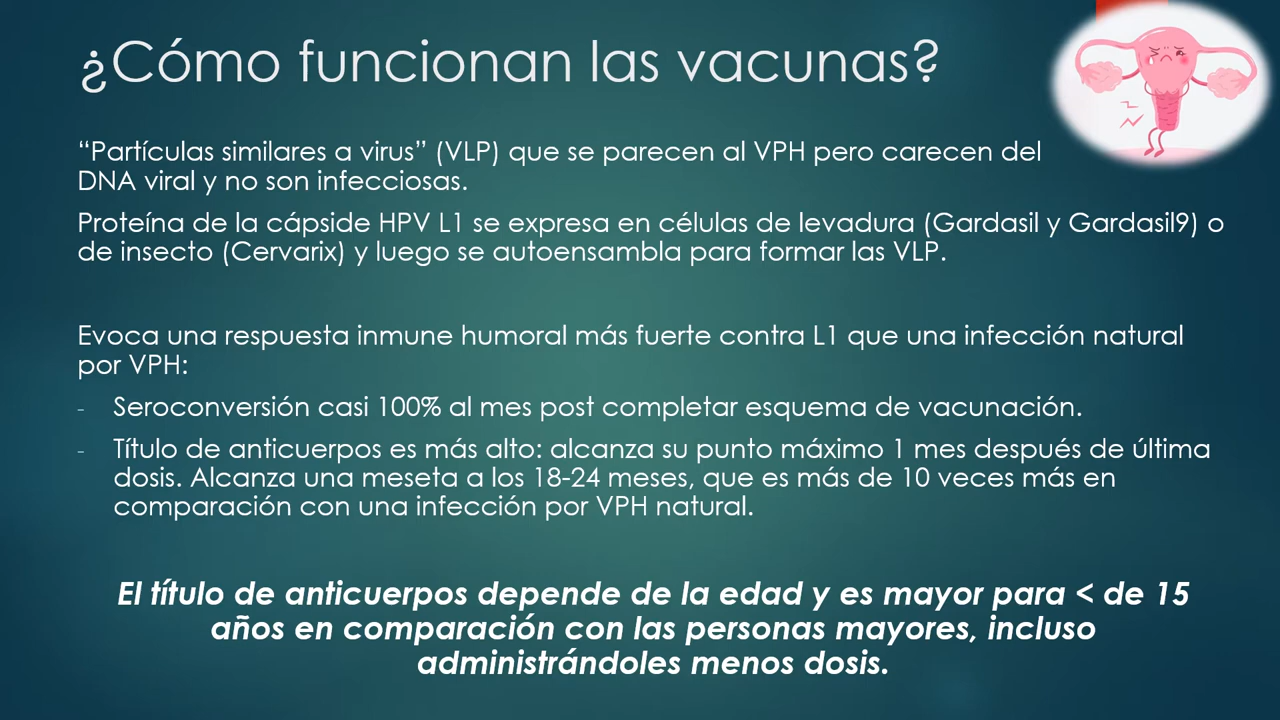 ¿Cómo funcionan las vacunas?
“Partículas similares a virus” (VLP) que se parecen al VPH pero carecen del
DNA viral y no son infecciosas.
Proteína de la cápside HPV L1 se expresa en células de levadura (Gardasil y Gardasil9) o
de insecto (Cervarix) y luego se autoensambla para formar las VLP.
Evoca una respuesta inmune humoral más fuerte contra L1 que una infección natural
por VPH:
- Seroconversión casi 100% al mes post completar esquema de vacunación.
- Título de anticuerpos es más alto: alcanza su punto máximo 1 mes después de última
dosis. Alcanza una meseta a los 18-24 meses, que es más de 10 veces más en
comparación con una infección por VPH natural.
El título de anticuerpos depende de la edad y es mayor para < de 15
años en comparación con las personas mayores, incluso
administrándoles menos dosis.